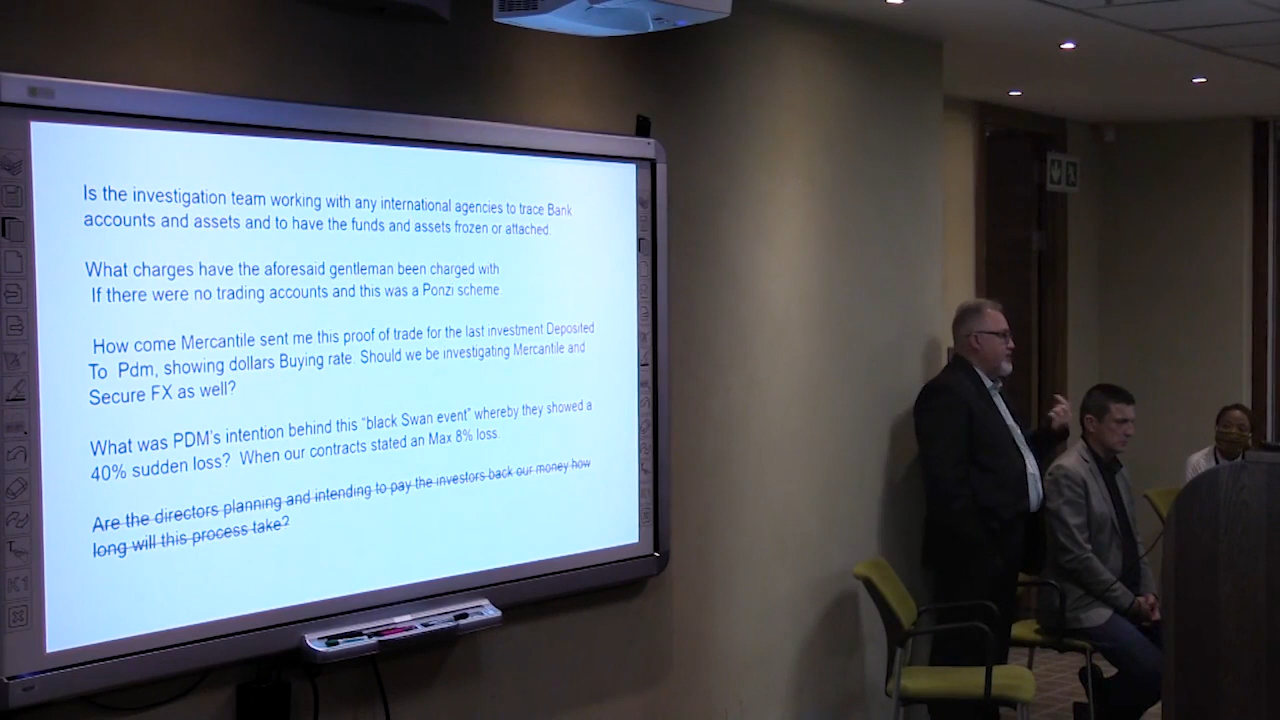 Is the investigation team working with any international agencies to trace Bank
accounts and assets and to have the funds and assets frozen or attached.
What charges have the aforesaid gentleman been charged with
If there were no trading accounts and this was a Ponzi scheme.
How come Mercantile sent me this proof of trade for the last investment Deposited
To Pdm, showing dollars Buying rate. Should we be investigating Mercantile and
Secure FX as well?
What was PDM's intention behind this “black Swan event” whereby they showed a
40% sudden loss? When our contracts stated an Max 8% loss.
Are the directors planning and intending to pay the investors back our money how
long will this process take?